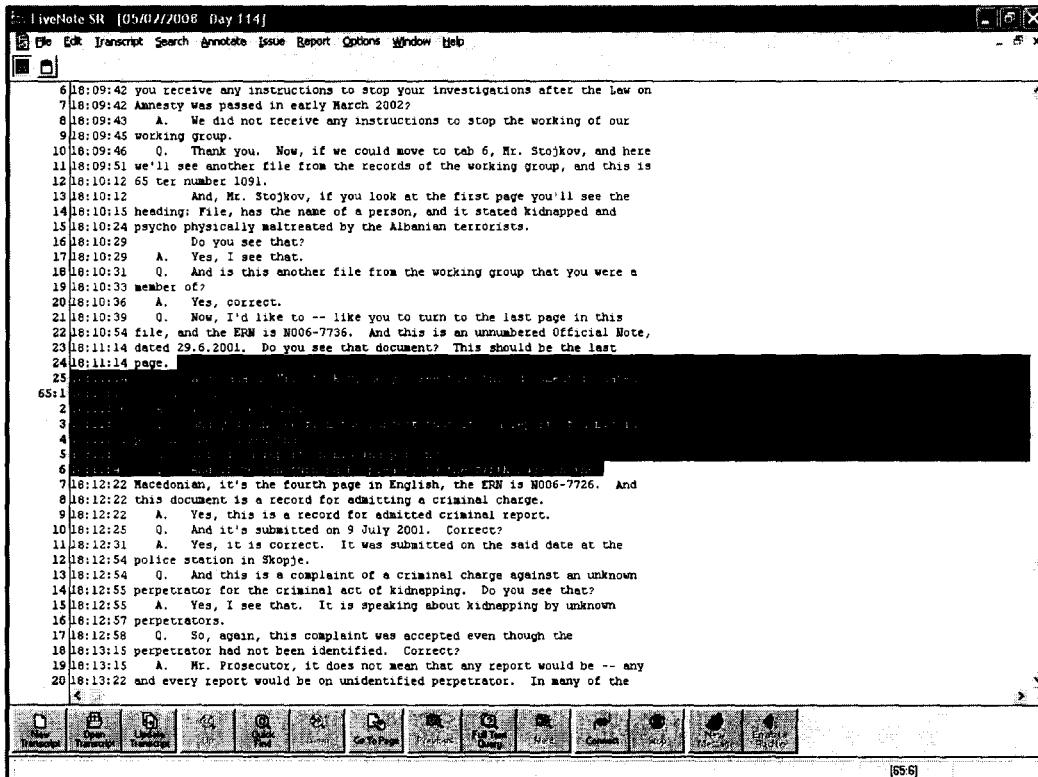 LiveNote SR [05/02/2008 Day 114]
File Edit Transcript Search Annotate Issue Report Options Window Help
6 18:09:42 you receive any instructions to stop your investigations after the Law on
7 18:09:42 Amnesty was passed in early March 2002?
8 18:09:43 A. We did not receive any instructions to stop the working of our
9 18:09:45 working group.
10 18:09:46 Q. Thank you. Now, if we could move to tab 6, Mr. Stojkov, and here
11 18:09:51 we'll see another file from the records of the working group, and this is
12 18:10:12 65 ter number 1091.
13 18:10:12 And, Mr. Stojkov, if you look at the first page you'll see the
14 18:10:15 heading: File, has the name of a person, and it stated kidnapped and
15 18:10:24 psycho physically maltreated by the Albanian terrorists.
16 18:10:29 Do you see that?
17 18:10:29 A. Yes, I see that.
18 18:10:31 Q. And is this another file from the working group that you were a
19 18:10:33 member of?
20 18:10:36 A. Yes, correct.
21 18:10:39 Q. Now, I'd like to -- like you to turn to the last page in this
22 18:10:54 file, and the ERN is N006-7736. And this is an unnumbered Official Note,
23 18:11:14 dated 29.6.2001. Do you see that document? This should be the last
24 18:11:14 page.
25
65:1
2
3
4
5
6
7 18:12:22 Macedonian, it's the fourth page in English, the ERN is N006-7726. And
8 18:12:22 this document is a record for admitting a criminal charge.
9 18:12:22 A. Yes, this is a record for admitted criminal report.
10 18:12:25 Q. And it's submitted on 9 July 2001. Correct?
11 18:12:31 A. Yes, it is correct. It was submitted on the said date at the
12 18:12:54 police station in Skopje.
13 18:12:54 Q. And this is a complaint of a criminal charge against an unknown
14 18:12:55 perpetrator for the criminal act of kidnapping. Do you see that?
15 18:12:55 A. Yes, I see that. It is speaking about kidnapping by unknown
16 18:12:57 perpetrators.
17 18:12:58 Q. So, again, this complaint was accepted even though the
18 18:13:15 perpetrator had not been identified. Correct?
19 18:13:15 A. Mr. Prosecutor, it does not mean that any report would be -- any
20 18:13:22 and every report would be on unidentified perpetrator. In many of the
New Transcript Open Transcript Update Transcript Quick Find Go To Page Full Text Query Connect
[65:6]